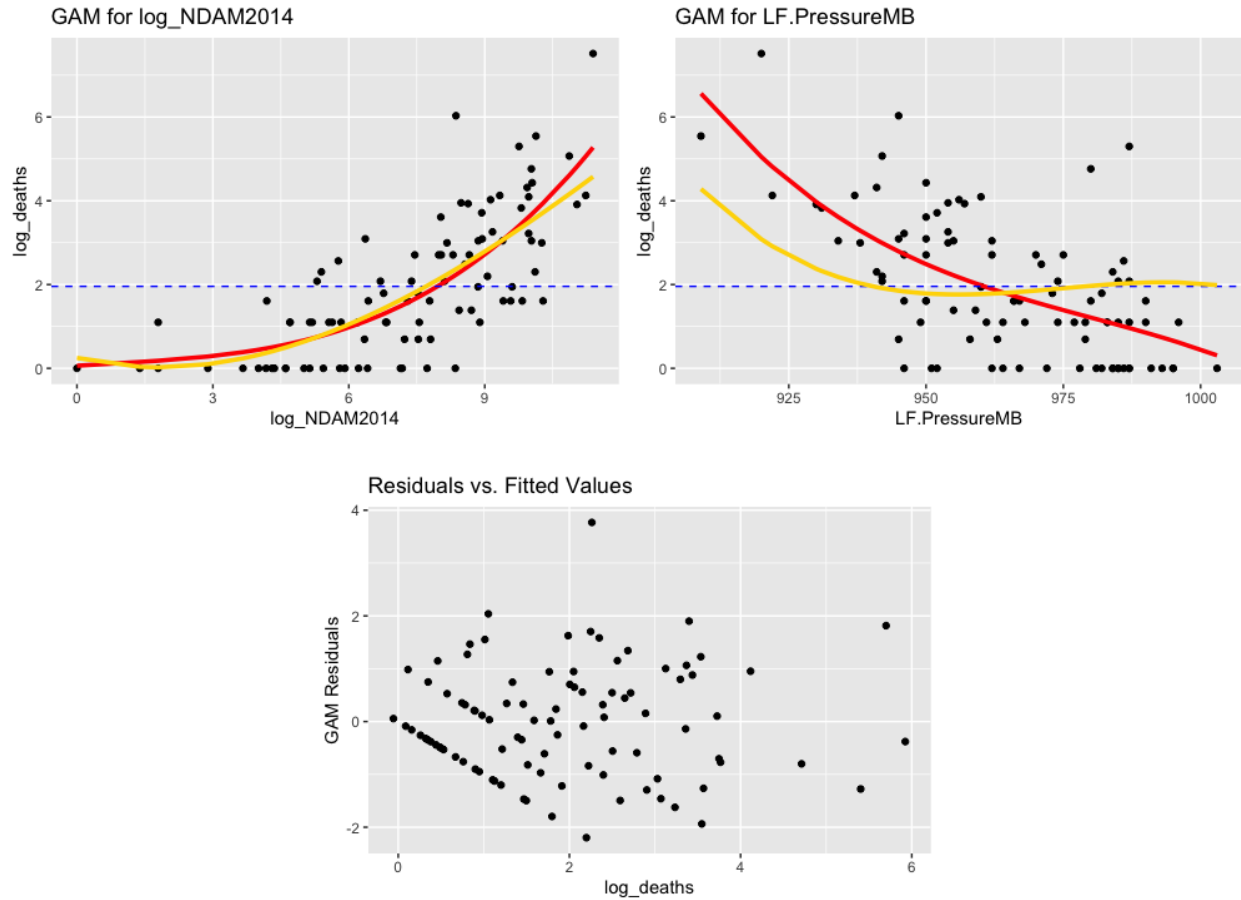 GAM for log_NDAM2014
log_deaths
6
4
2
0
0 3 6 9
log_NDAM2014
GAM for LF.PressureMB
log_deaths
6
4
2
0
925 950 975 1000
LF.PressureMB
Residuals vs. Fitted Values
GAM Residuals
4
2
0
-2
0 2 4 6
log_deaths